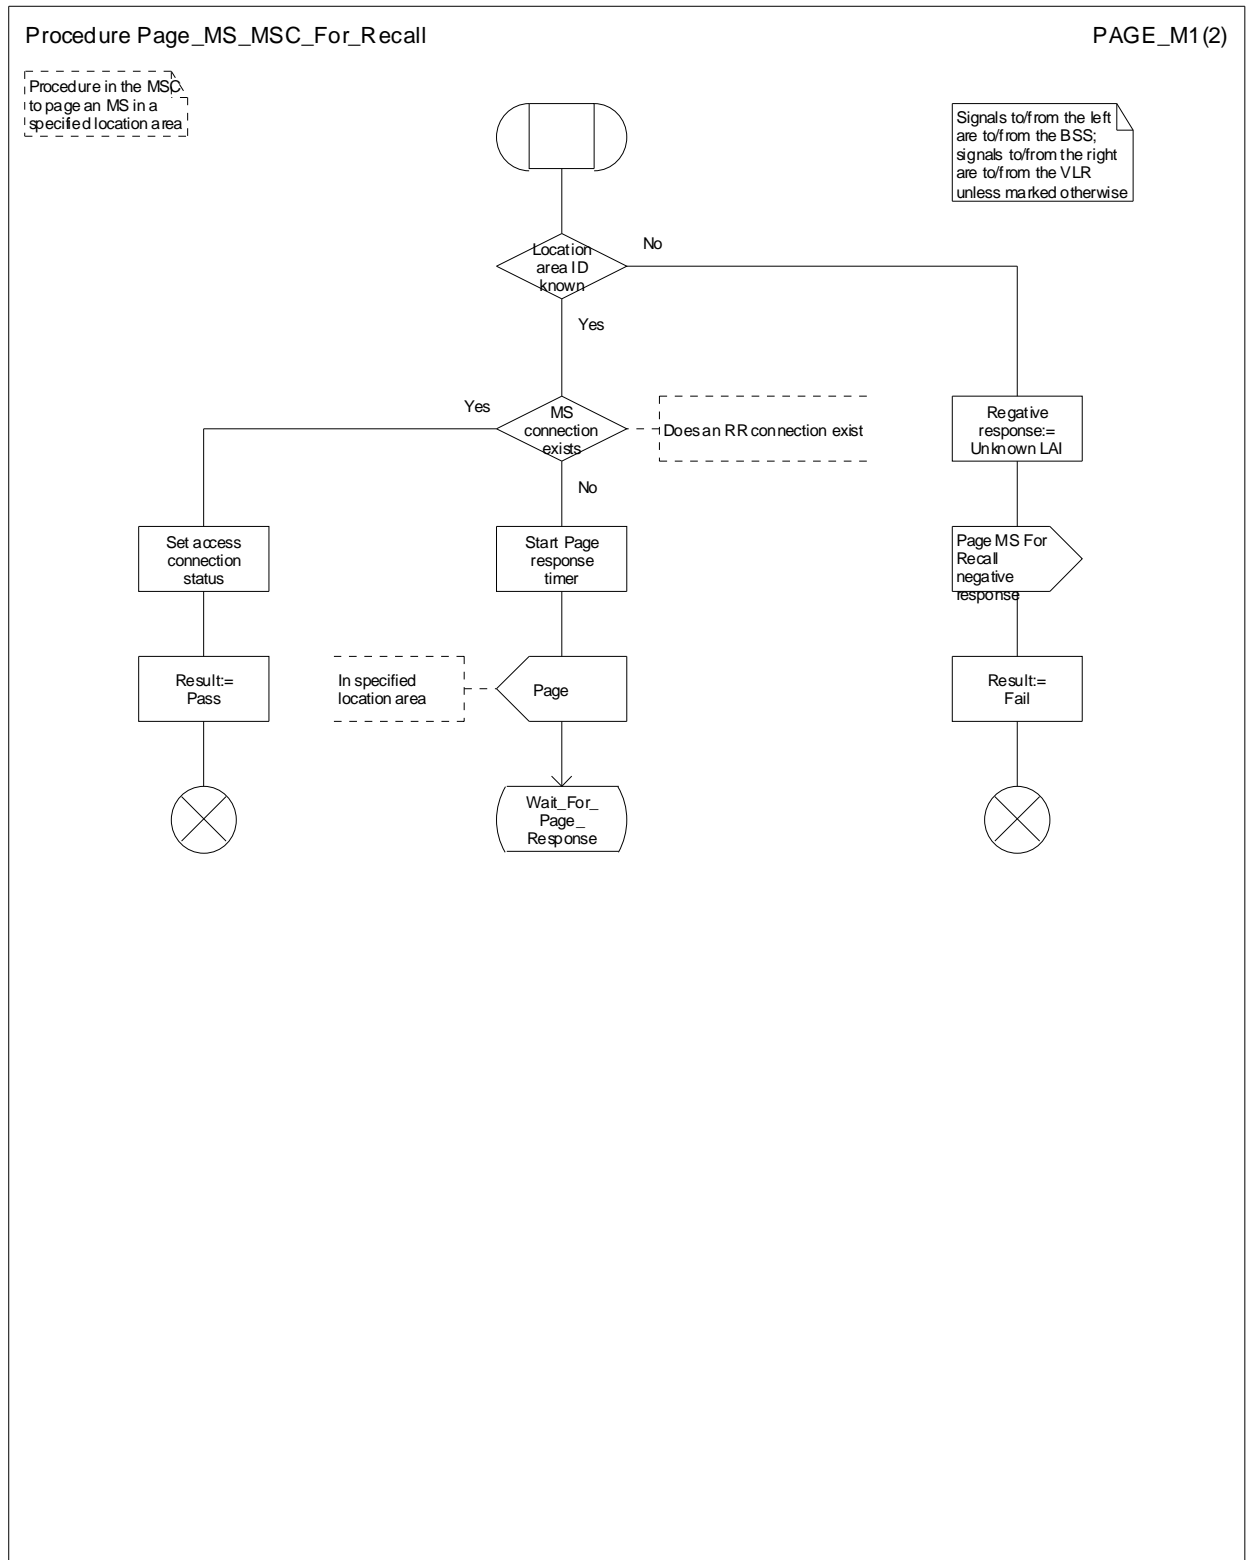 Procedure Page_MS_MSC_For_Recall
PAGE_M1(2)
Procedure in the MSC
to page an MS in a
specified location area
Signals to/from the left
are to/from the BSS;
signals to/from the right
are to/from the VLR
unless marked otherwise
Location
area ID
known
No
Yes
Yes
MS
connection
exists
Does an RR connection exist
Regative
response:=
Unknown LAI
No
Set access
connection
status
Start Page
response
timer
Page MS For
Recall
negative
response
Result:=
Pass
In specified
location area
Page
Result:=
Fail
Wait_For_
Page_
Response